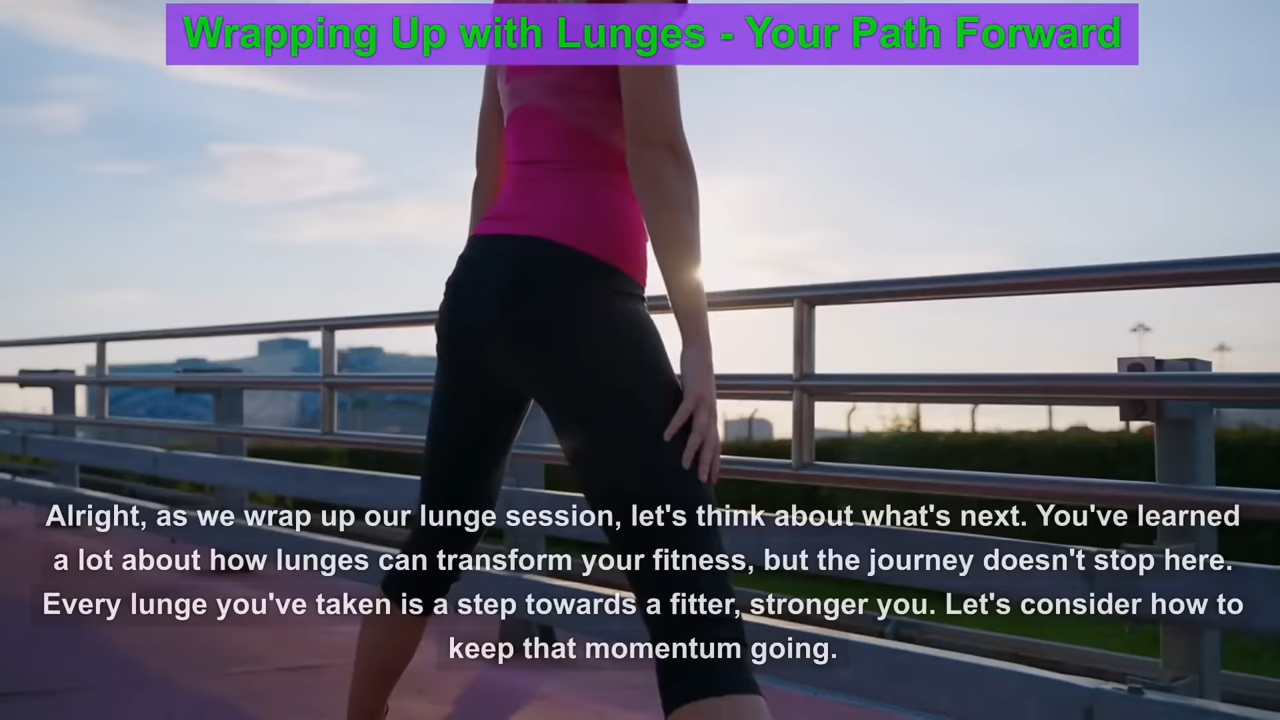 Wrapping Up with Lunges - Your Path Forward
Alright, as we wrap up our lunge session, let's think about what's next. You've learned
a lot about how lunges can transform your fitness, but the journey doesn't stop here.
Every lunge you've taken is a step towards a fitter, stronger you. Let's consider how to
keep that momentum going.